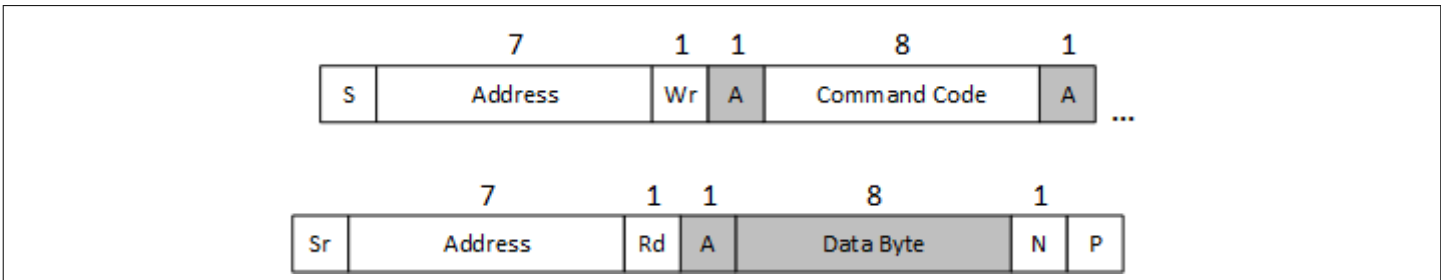 7 1 1 8 1
S Address Wr A Command Code A ...
7 1 1 8 1
Sr Address Rd A Data Byte N P